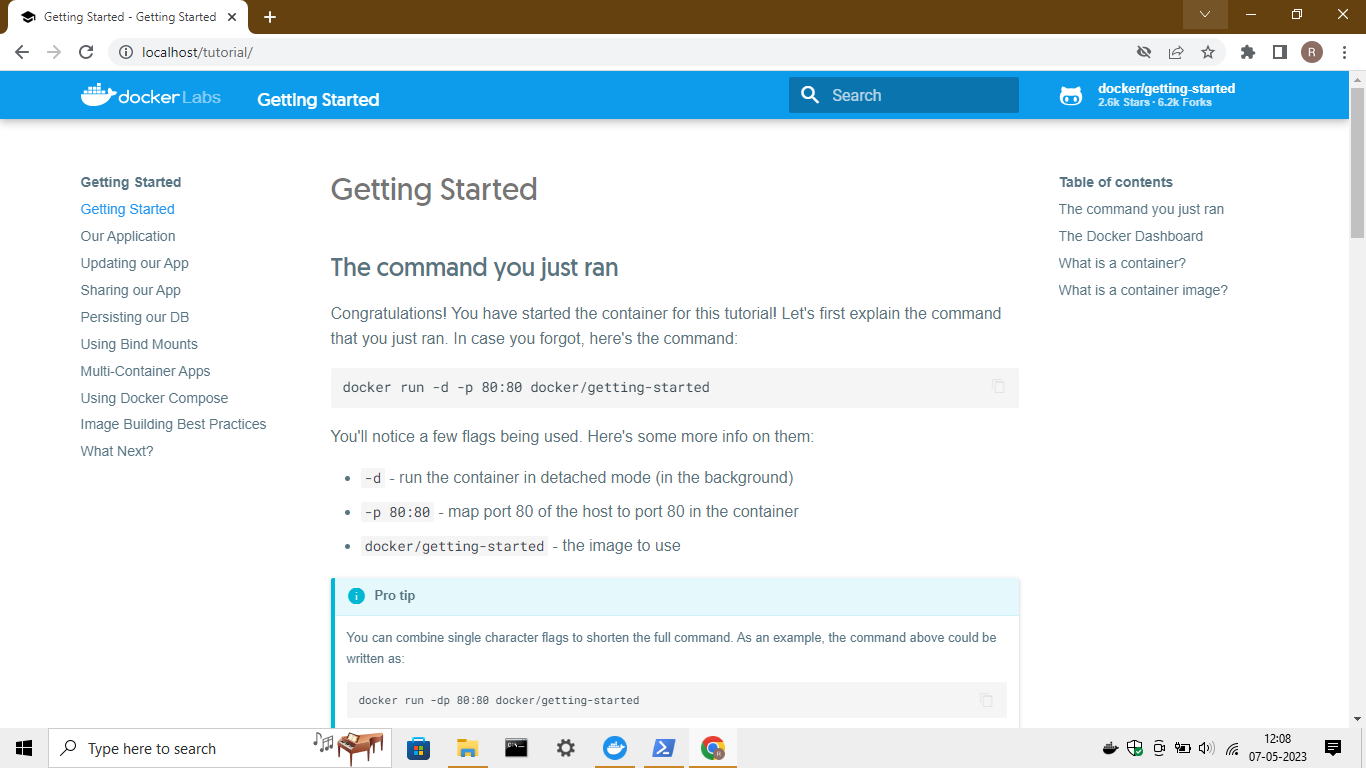 Getting Started - Getting Started
localhost/tutorial/
R
docker Labs
Getting Started
Search
docker/getting-started
2.6k Stars · 6.2k Forks
Getting Started
Getting Started
Our Application
Updating our App
Sharing our App
Persisting our DB
Using Bind Mounts
Multi-Container Apps
Using Docker Compose
Image Building Best Practices
What Next?
Getting Started
The command you just ran
Congratulations! You have started the container for this tutorial! Let's first explain the command
that you just ran. In case you forgot, here's the command:
docker run -d -p 80:80 docker/getting-started
You'll notice a few flags being used. Here's some more info on them:
• -d - run the container in detached mode (in the background)
• -p 80:80 - map port 80 of the host to port 80 in the container
• docker/getting-started - the image to use
Pro tip
You can combine single character flags to shorten the full command. As an example, the command above could be
written as:
docker run -dp 80:80 docker/getting-started
Table of contents
The command you just ran
The Docker Dashboard
What is a container?
What is a container image?
Type here to search
R
12:08
07-05-2023